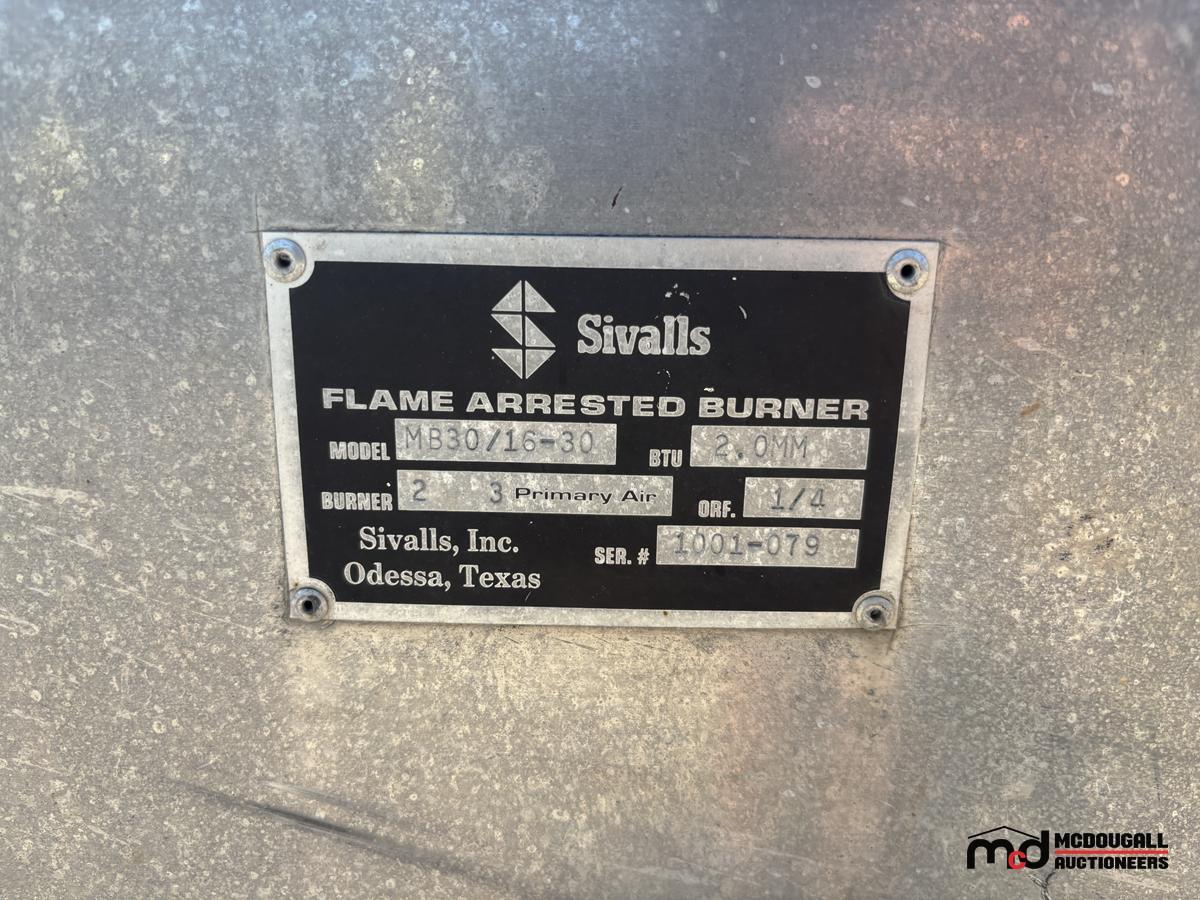 Sivalls
FLAME ARRESTED BURNER
MODEL MB30/16-30 BTU 2.0MM
BURNER 2 3 Primary Air ORF. 1/4
Sivalls, Inc. SER. # 1001-079
Odessa, Texas
mcd MCDOUGALL
AUCTIONEERS